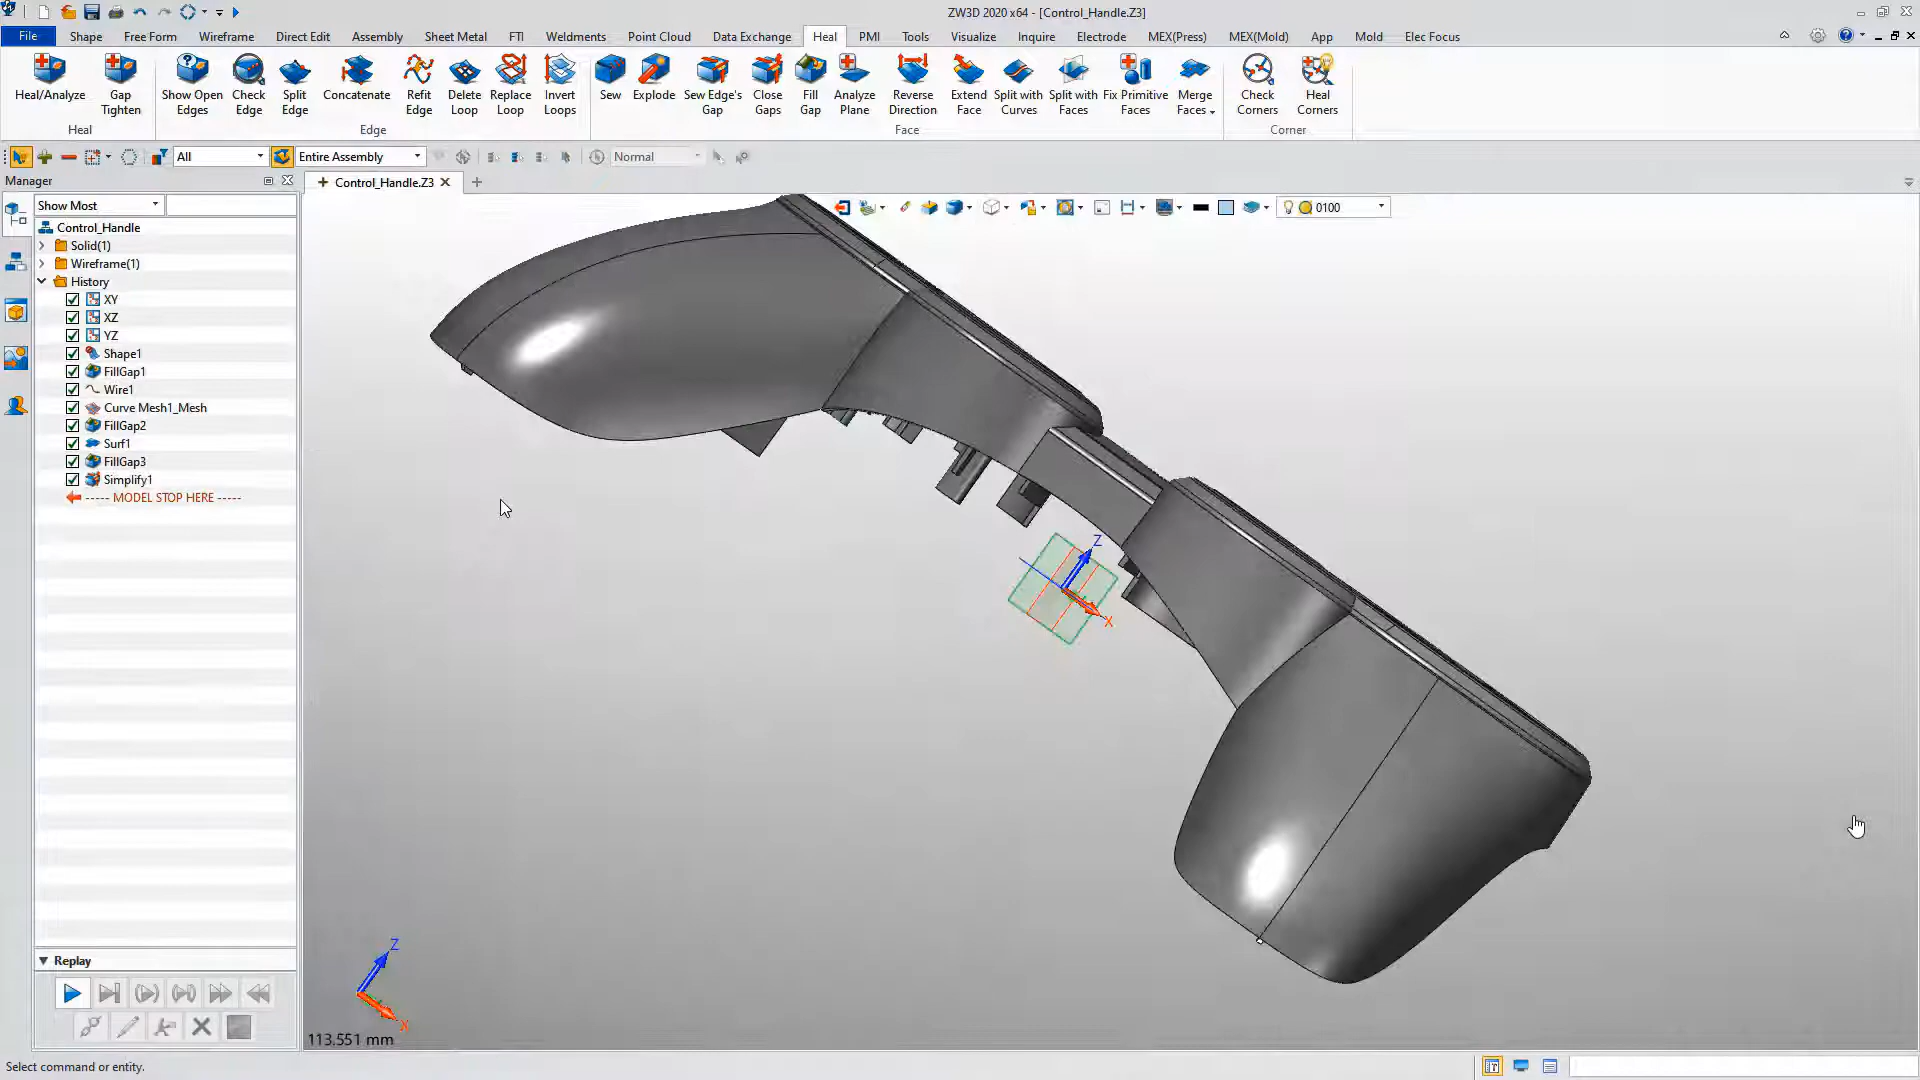 ZW3D 2020 x64 - [Control_Handle.Z3]
File Shape Free Form Wireframe Direct Edit Assembly Sheet Metal FTI Weldments Point Cloud Data Exchange Heal PMI Tools Visualize Inquire Electrode MEX(Press) MEX(Mold) App Mold Elec Focus
Heal/Analyze Gap Tighten Show Open Edges Check Edge Split Edge Concatenate Refit Edge Delete Loop Replace Loop Invert Loops Sew Explode Sew Edge's Gap Close Gaps Fill Gap Analyze Plane Reverse Direction Extend Face Split with Curves Split with Faces Fix Primitive Faces Merge Faces Check Corners Heal Corners
Heal Edge Face Corner
All Entire Assembly Normal
Manager
Control_Handle.Z3
Show Most
0100
Control_Handle
Solid(1)
Wireframe(1)
History
XY
XZ
YZ
Shape1
FillGap1
Wire1
Curve Mesh1_Mesh
FillGap2
Surf1
FillGap3
Simplify1
----- MODEL STOP HERE -----
Z
X
Replay
Z
X
113.551 mm
Select command or entity.